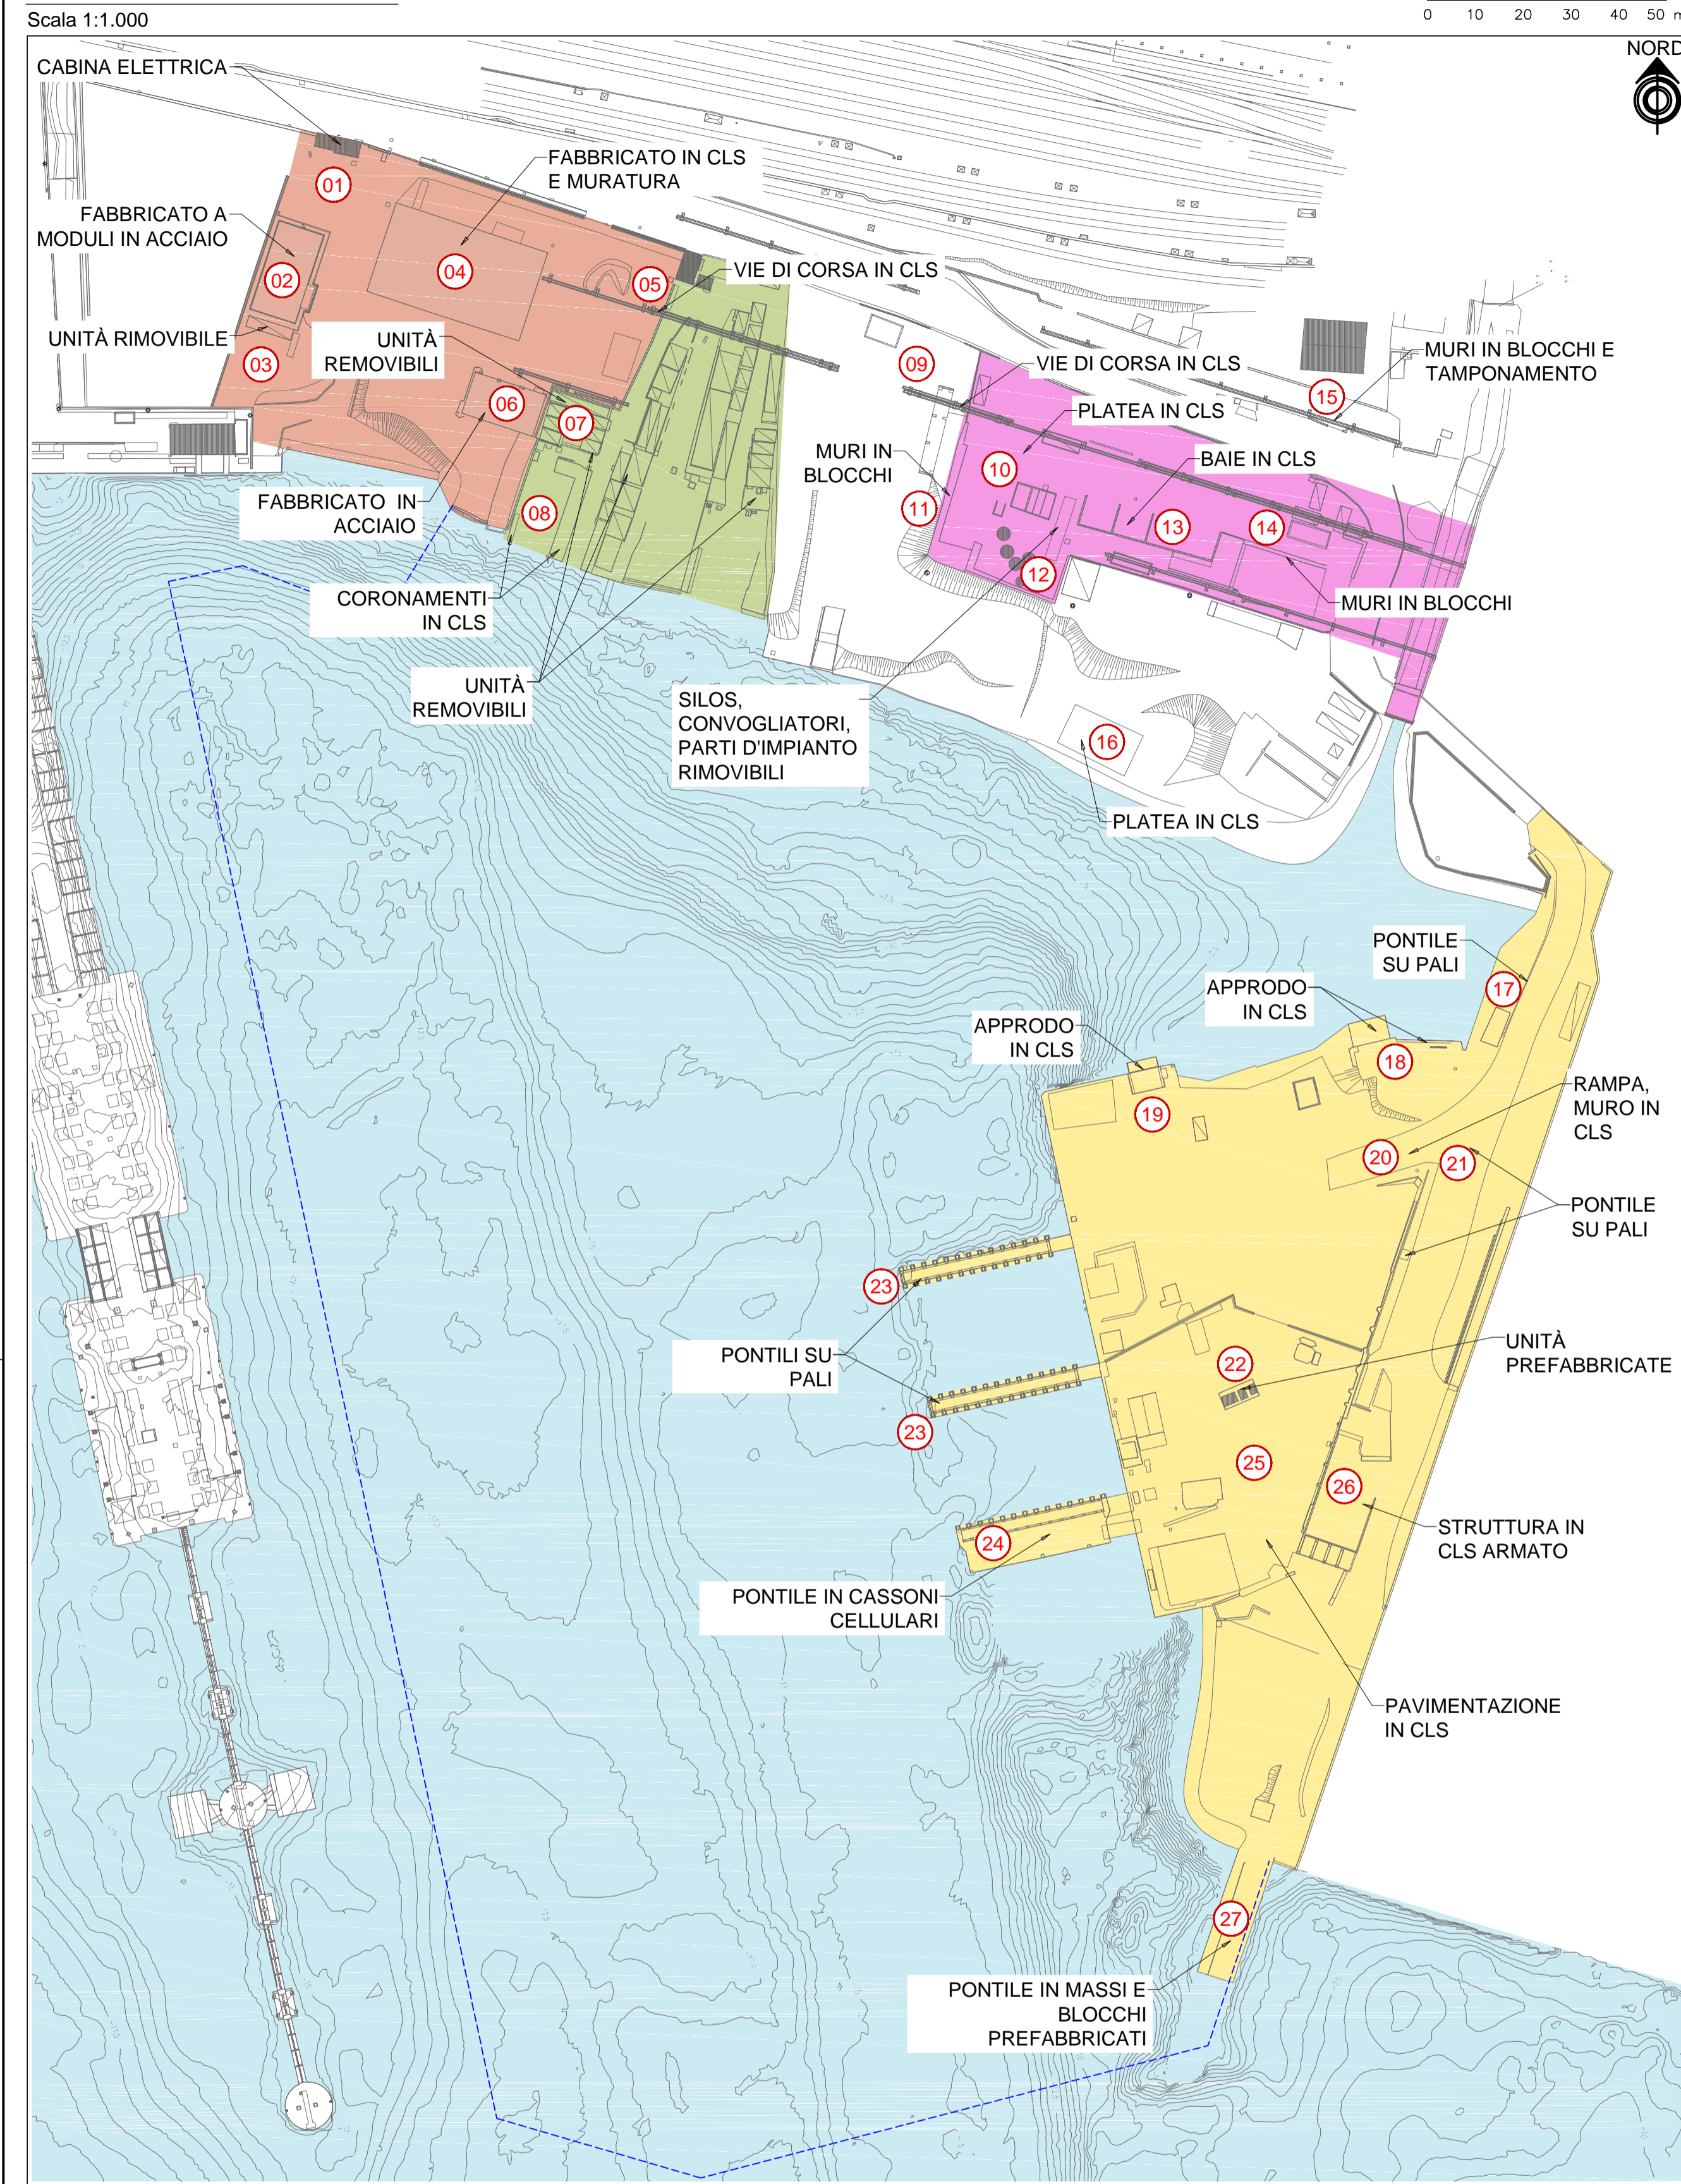 Scala 1:1.000
0 10 20 30 40 50 m
NORD
CABINA ELETTRICA
01
FABBRICATO IN CLS
E MURATURA
FABBRICATO A
MODULI IN ACCIAIO
02
04
05
VIE DI CORSA IN CLS
UNITÀ RIMOVIBILE
03
UNITÀ
REMOVIBILI
06
07
09
VIE DI CORSA IN CLS
MURI IN BLOCCHI E
TAMPONAMENTO
15
PLATEA IN CLS
MURI IN
BLOCCHI
10
BAIE IN CLS
FABBRICATO IN
ACCIAIO
08
11
13
14
12
CORONAMENTI
IN CLS
MURI IN BLOCCHI
UNITÀ
REMOVIBILI
SILOS,
CONVOGLIATORI,
PARTI D'IMPIANTO
RIMOVIBILI
16
PLATEA IN CLS
PONTILE
SU PALI
17
APPRODO
IN CLS
APPRODO
IN CLS
18
19
RAMPA,
MURO IN
CLS
20
21
PONTILE
SU PALI
23
PONTILI SU
PALI
22
UNITÀ
PREFABBRICATE
23
25
26
24
STRUTTURA IN
CLS ARMATO
PONTILE IN CASSONI
CELLULARI
PAVIMENTAZIONE
IN CLS
27
PONTILE IN MASSI E
BLOCCHI
PREFABBRICATI